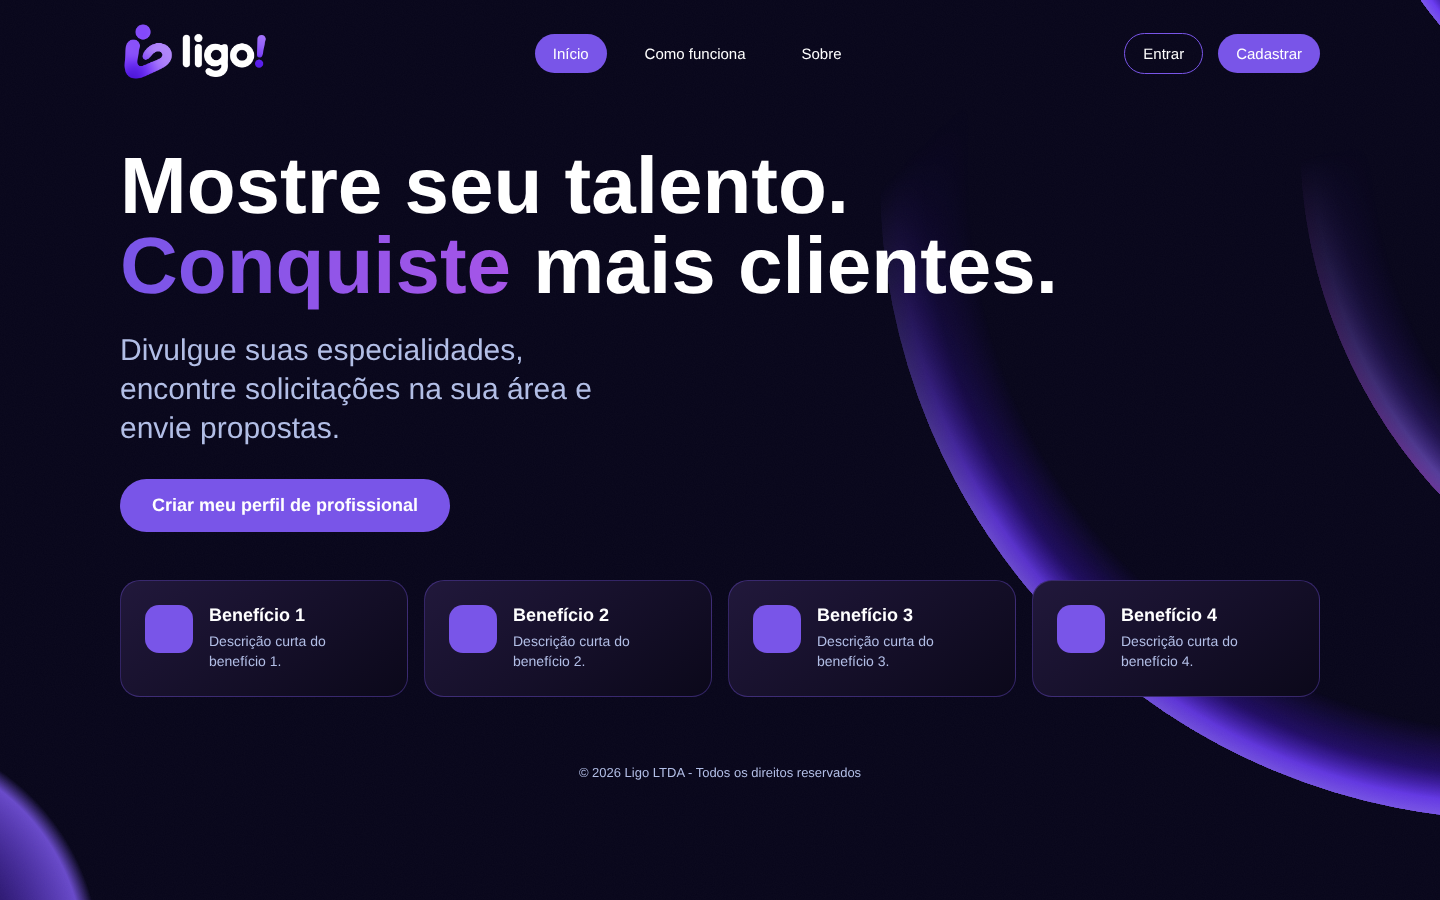 ligo!
Início
Como funciona
Sobre
Entrar
Cadastrar
Mostre seu talento.
Conquiste mais clientes.
Divulgue suas especialidades,
encontre solicitações na sua área e
envie propostas.
Criar meu perfil de profissional
Benefício 1
Descrição curta do
benefício 1.
Benefício 2
Descrição curta do
benefício 2.
Benefício 3
Descrição curta do
benefício 3.
Benefício 4
Descrição curta do
benefício 4.
© 2026 Ligo LTDA - Todos os direitos reservados